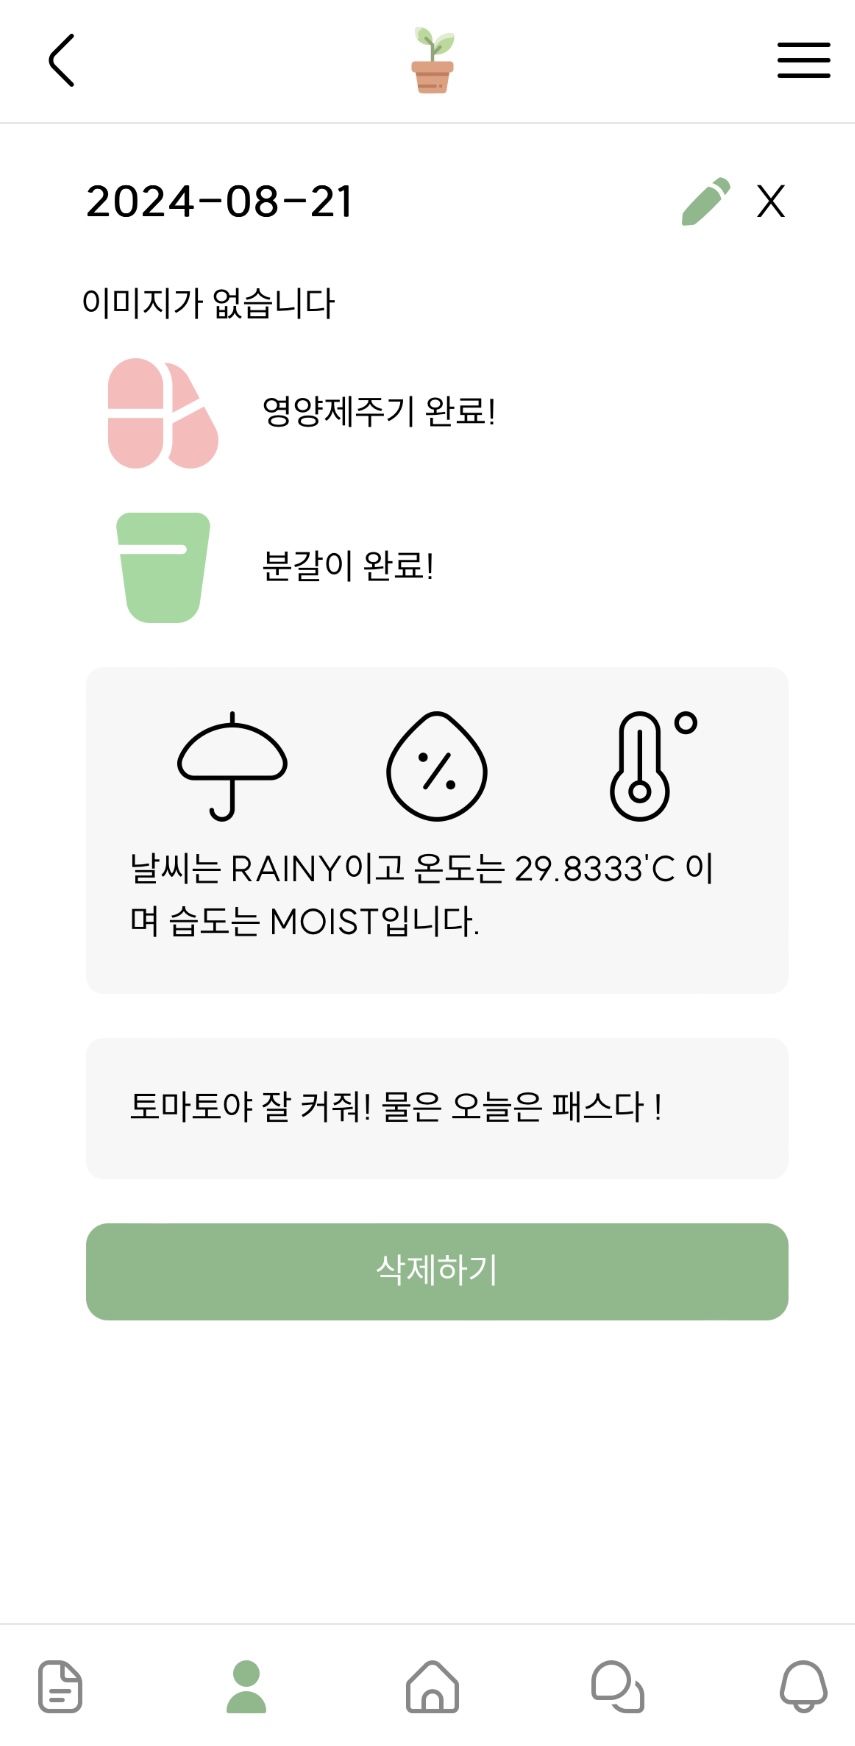 2024-08-21 X
이미지가 없습니다
영양제주기 완료!
분갈이 완료!
날씨는 RAINY이고 온도는 29.8333'C 이
며 습도는 MOIST입니다.
토마토야 잘 커줘! 물은 오늘은 패스다 !
삭제하기